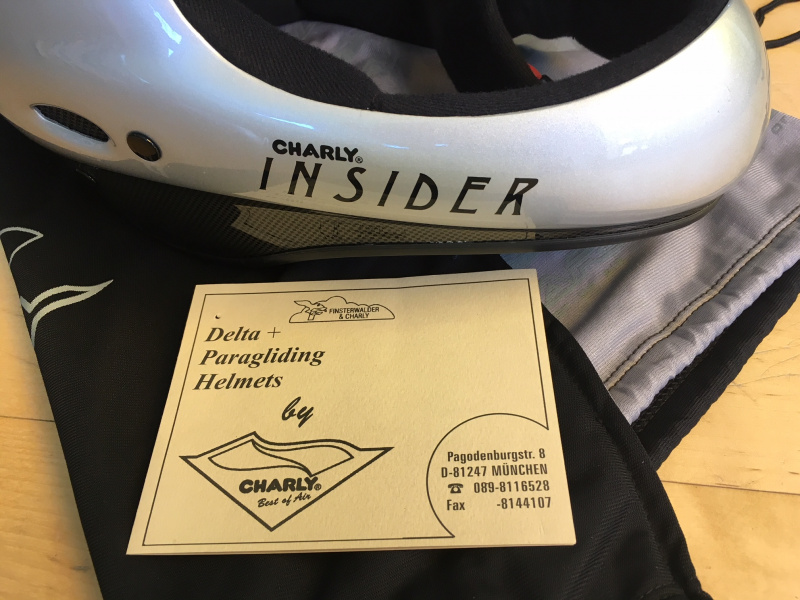 CHARLY®
INSIDER
FINSTERWALDER
& CHARLY
Delta +
Paragliding
Helmets
by
CHARLY®
Best of Air
Pagodenburgstr. 8
D-81247 MÜNCHEN
☎ 089-8116528
Fax -8144107